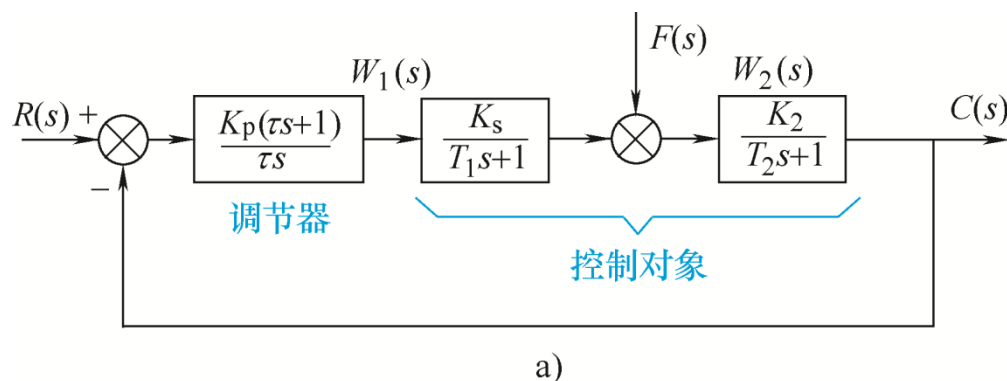 F(s)
W₁(s) W₂(s)
R(s) + K_p(τs+1)/τs K_s/T₁s+1 K₂/T₂s+1 C(s)
−
调节器
控制对象
a)